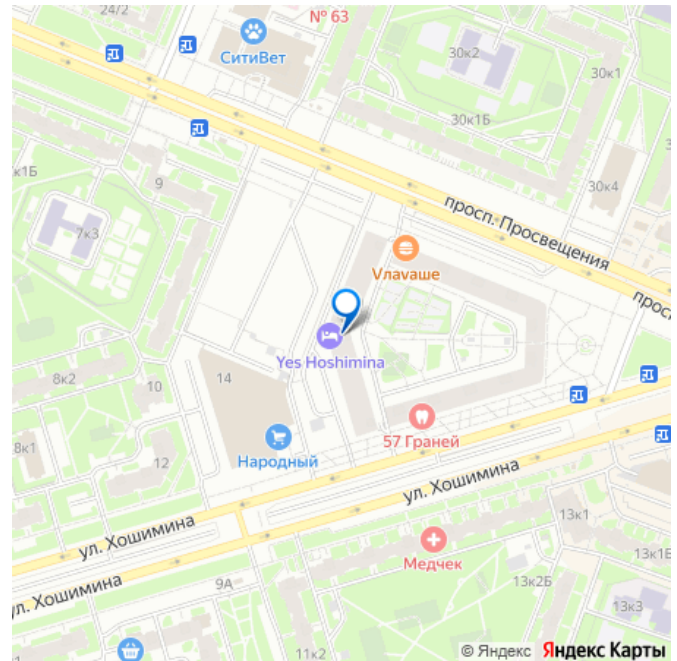 24/2
№ 63
СитиВет
30к2
30к1
30к1Б
к1Б
9
30к4
просп. Просвещения
7к3
Vлаvаше
прос
Yes Hoshimina
8к2
14
10
57 Граней
8к1
Народный
12
ул. Хошимина
13к1
ул. Хошимина
Медчек
13к1Б
9А
13к2Б
л. Хошимина
13к3
11к2
© Яндекс Яндекс Карты